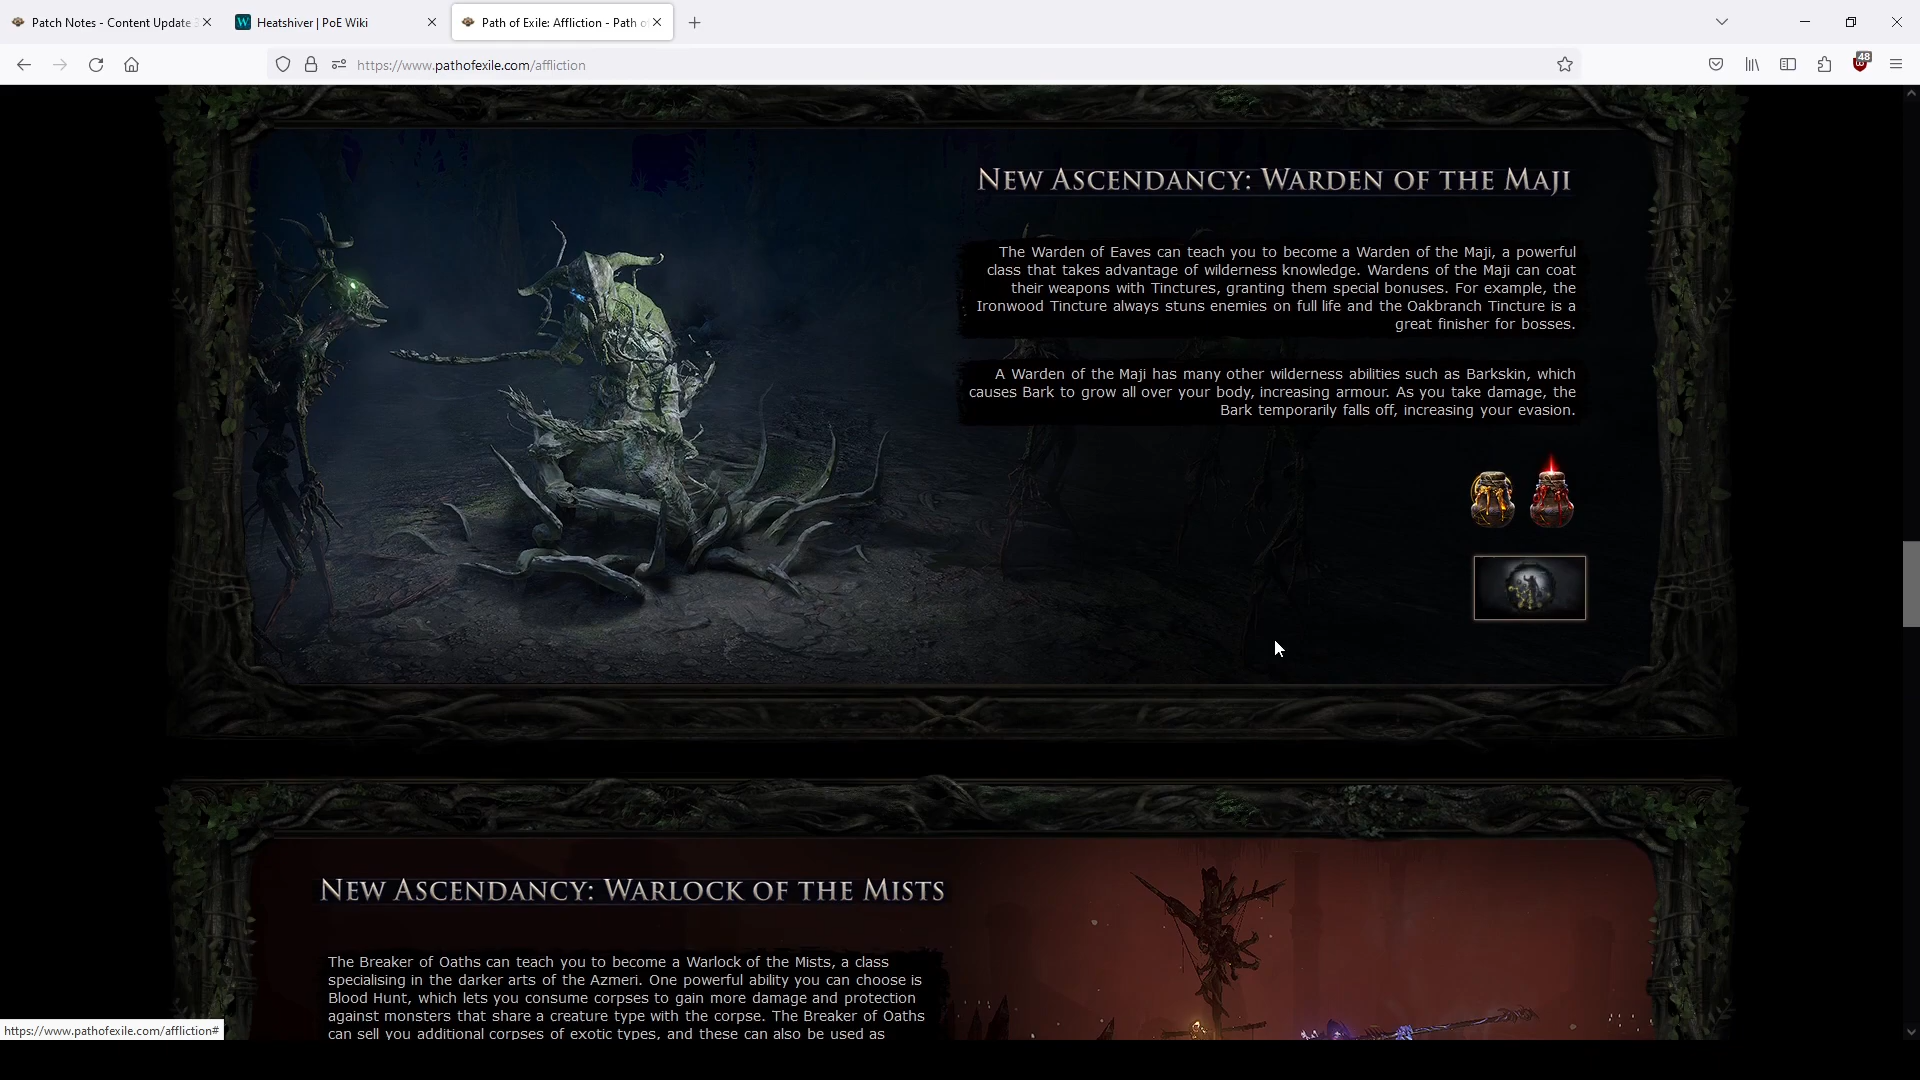 Patch Notes - Content Update
Heatshiver | PoE Wiki
Path of Exile: Affliction - Path
https://www.pathofexile.com/affliction
48
NEW ASCENDANCY: WARDEN OF THE MAJI
The Warden of Eaves can teach you to become a Warden of the Maji, a powerful
class that takes advantage of wilderness knowledge. Wardens of the Maji can coat
their weapons with Tinctures, granting them special bonuses. For example, the
Ironwood Tincture always stuns enemies on full life and the Oakbranch Tincture is a
great finisher for bosses.
A Warden of the Maji has many other wilderness abilities such as Barkskin, which
causes Bark to grow all over your body, increasing armour. As you take damage, the
Bark temporarily falls off, increasing your evasion.
NEW ASCENDANCY: WARLOCK OF THE MISTS
The Breaker of Oaths can teach you to become a Warlock of the Mists, a class
specialising in the darker arts of the Azmeri. One powerful ability you can choose is
Blood Hunt, which lets you consume corpses to gain more damage and protection
against monsters that share a creature type with the corpse. The Breaker of Oaths
can sell you additional corpses of exotic types, and these can also be used as
https://www.pathofexile.com/affliction#